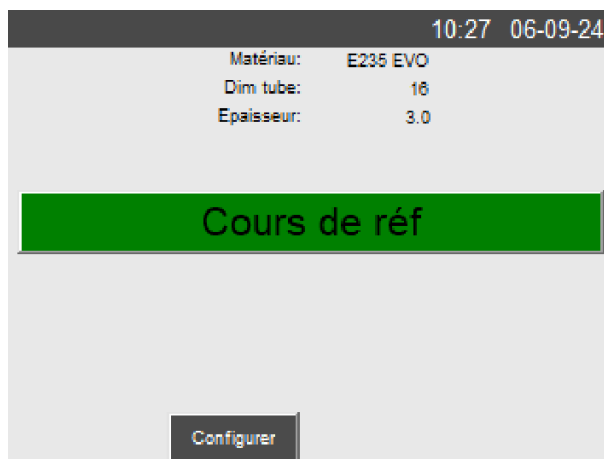 10:27 06-09-24
Matériau: E235 EVO
Dim tube: 16
Epaisseur: 3.0
Cours de réf
Configurer